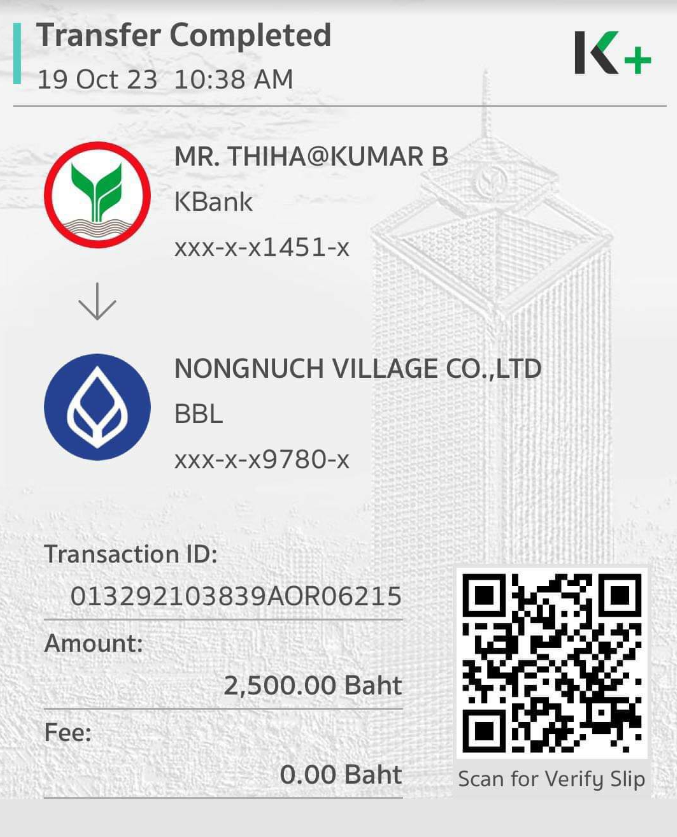 Transfer Completed
19 Oct 23 10:38 AM
K+
MR. THIHA@KUMAR B
KBank
xxx-x-x1451-x
NONGNUCH VILLAGE CO.,LTD
BBL
xxx-x-x9780-x
Transaction ID:
013292103839AOR06215
Amount:
2,500.00 Baht
Fee:
0.00 Baht
Scan for Verify Slip